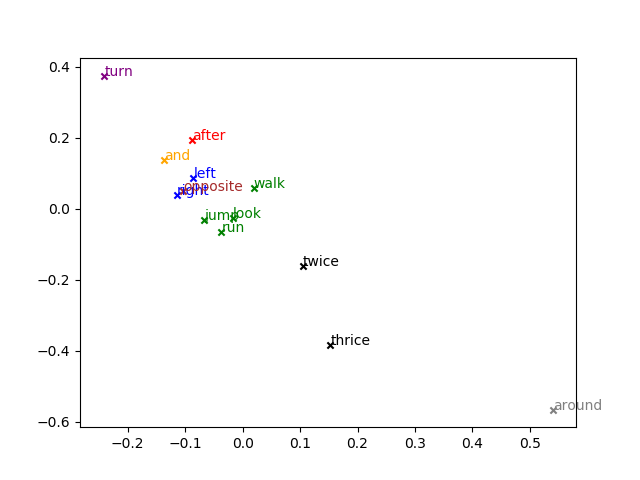 0.4
turn
after
0.2
and
left
opposite
right
walk
0.0
jump
look
run
twice
−0.2
thrice
−0.4
around
−0.6
−0.2 −0.1 0.0 0.1 0.2 0.3 0.4 0.5